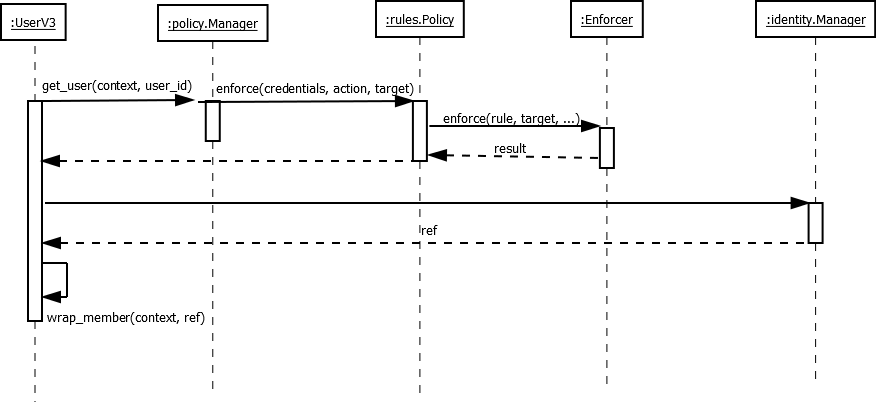 :UserV3
:policy.Manager
:rules.Policy
:Enforcer
:identity.Manager
get_user(context, user_id)
enforce(credentials, action, target)
enforce(rule, target, ...)
result
ref
wrap_member(context, ref)